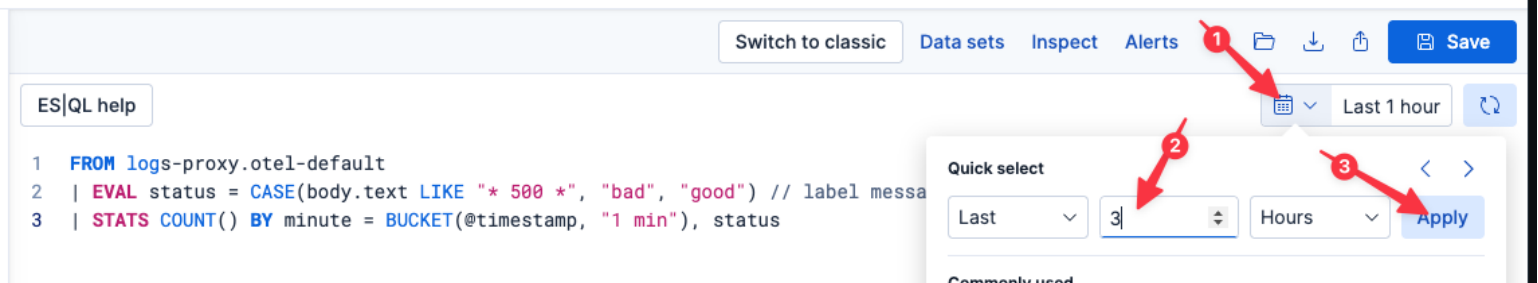 Switch to classic Data sets Inspect Alerts 1 Save
ES|QL help Last 1 hour
1 FROM logs-proxy.otel-default
2 | EVAL status = CASE(body.text LIKE "* 500 *", "bad", "good") // label messa
3 | STATS COUNT() BY minute = BUCKET(@timestamp, "1 min"), status
2
3
Quick select
Last 3 Hours Apply
Commonly used